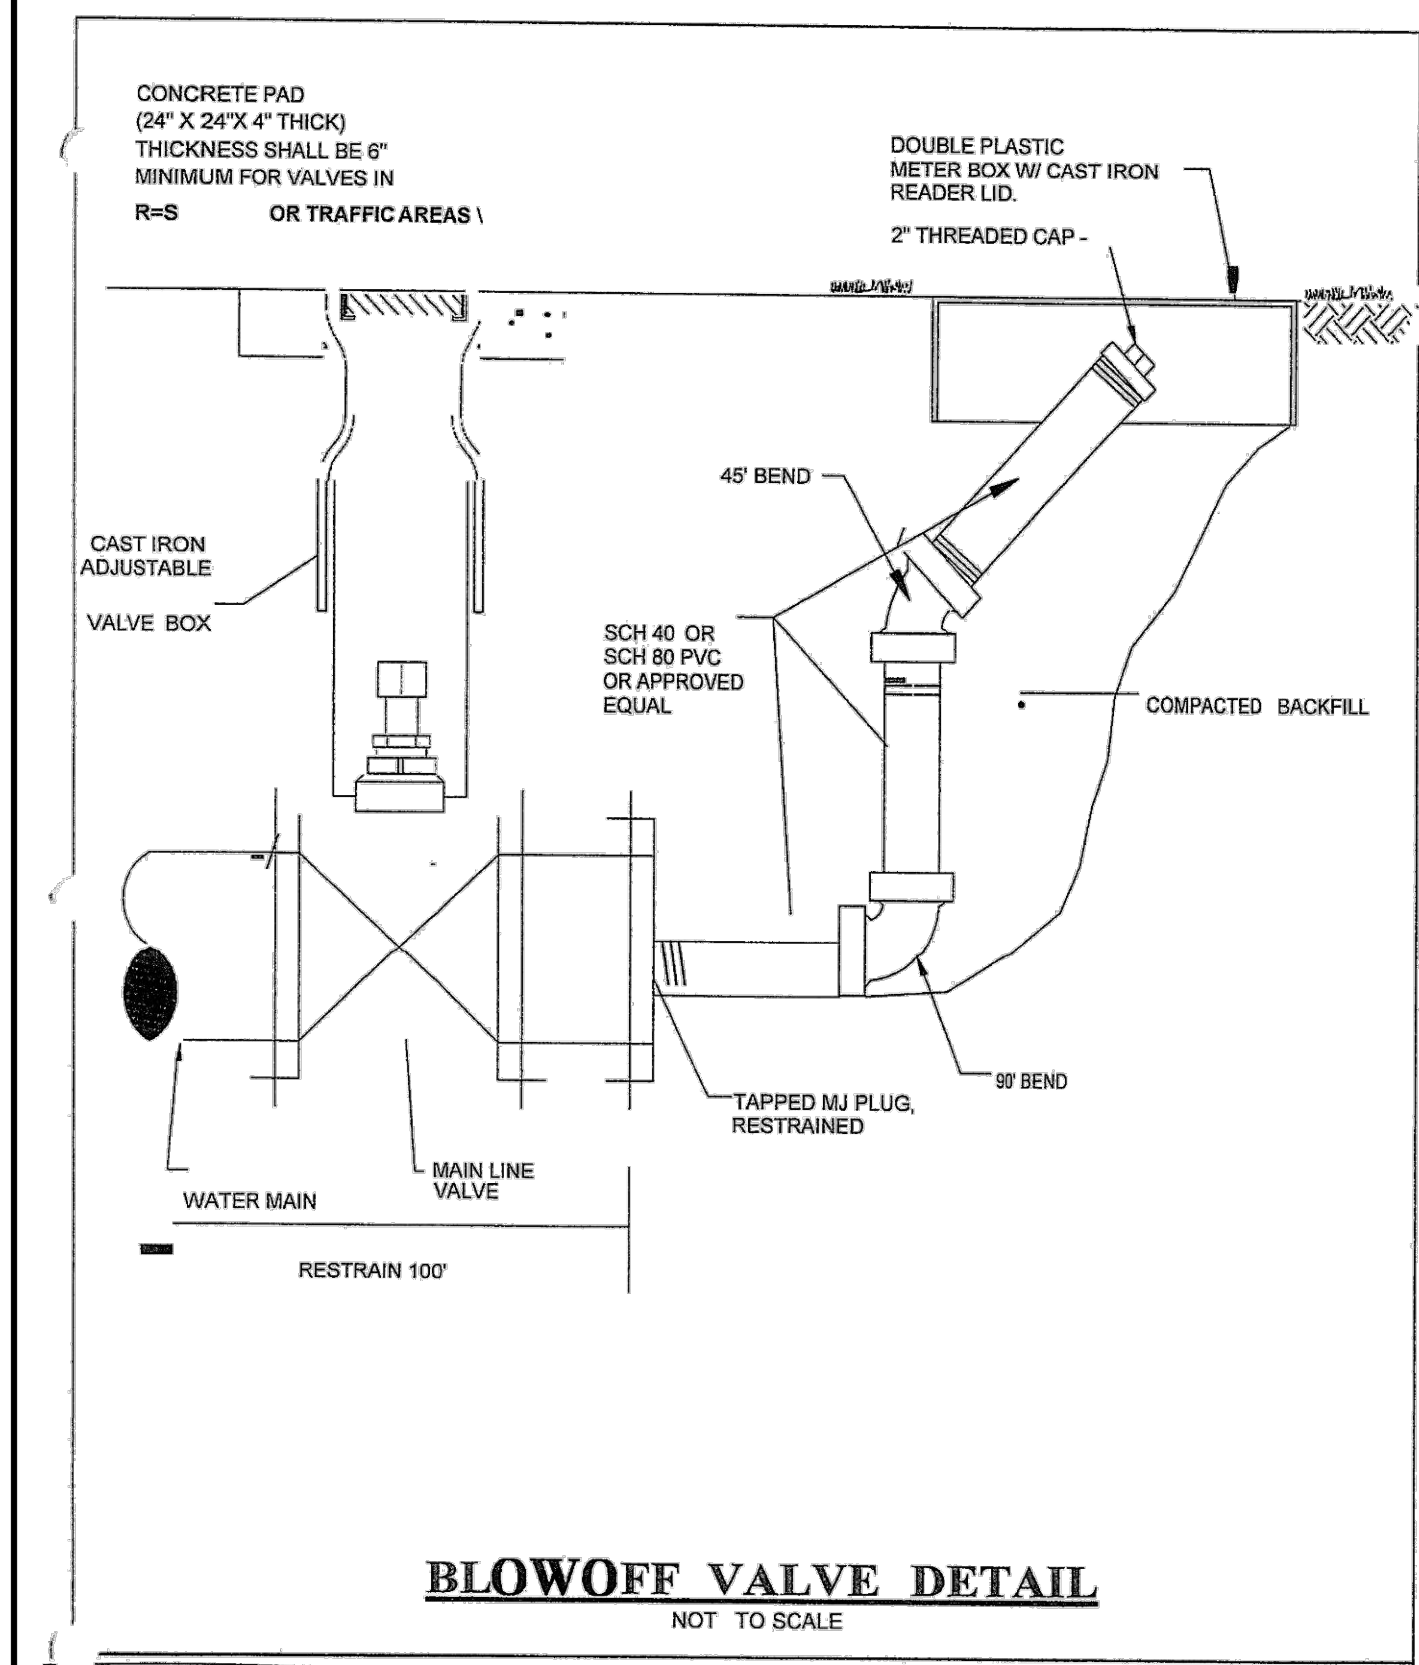 CONCRETE PAD
(24" X 24"X 4" THICK)
THICKNESS SHALL BE 6"
MINIMUM FOR VALVES IN
R=S OR TRAFFIC AREAS \
DOUBLE PLASTIC
METER BOX W/ CAST IRON
READER LID.
2" THREADED CAP -
45' BEND
CAST IRON
ADJUSTABLE
VALVE BOX
SCH 40 OR
SCH 80 PVC
OR APPROVED
EQUAL
COMPACTED BACKFILL
90' BEND
TAPPED MJ PLUG,
RESTRAINED
MAIN LINE
VALVE
WATER MAIN
RESTRAIN 100'
BLOWOFF VALVE DETAIL
NOT TO SCALE